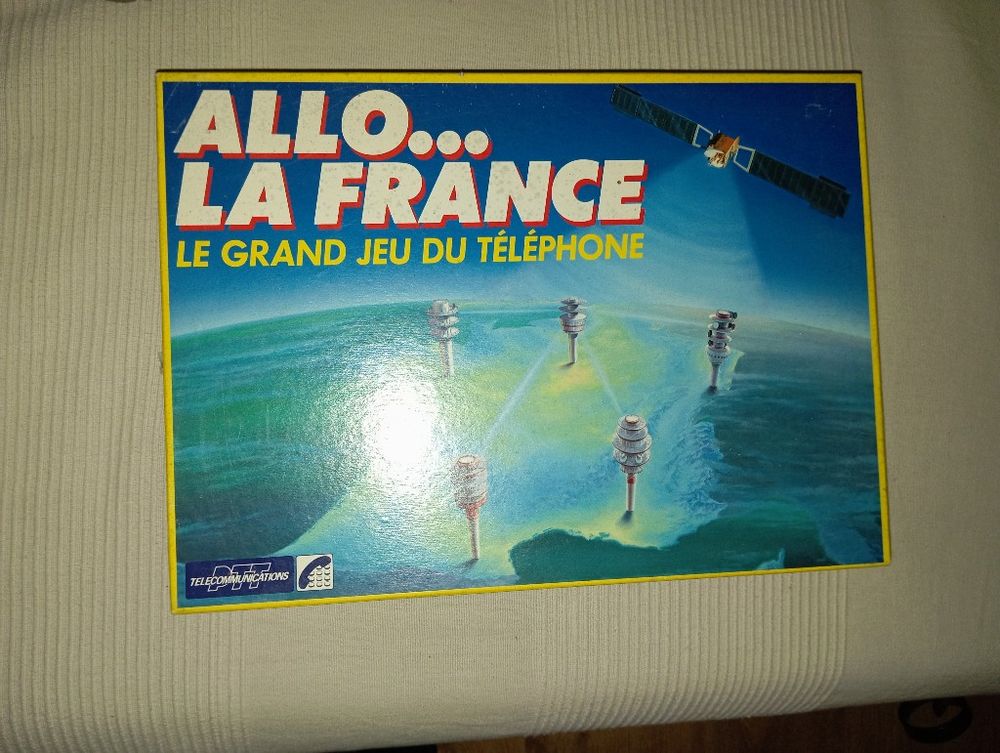 ALLO...
LA FRANCE
LE GRAND JEU DU TÉLÉPHONE
PTT
TELECOMMUNICATIONS